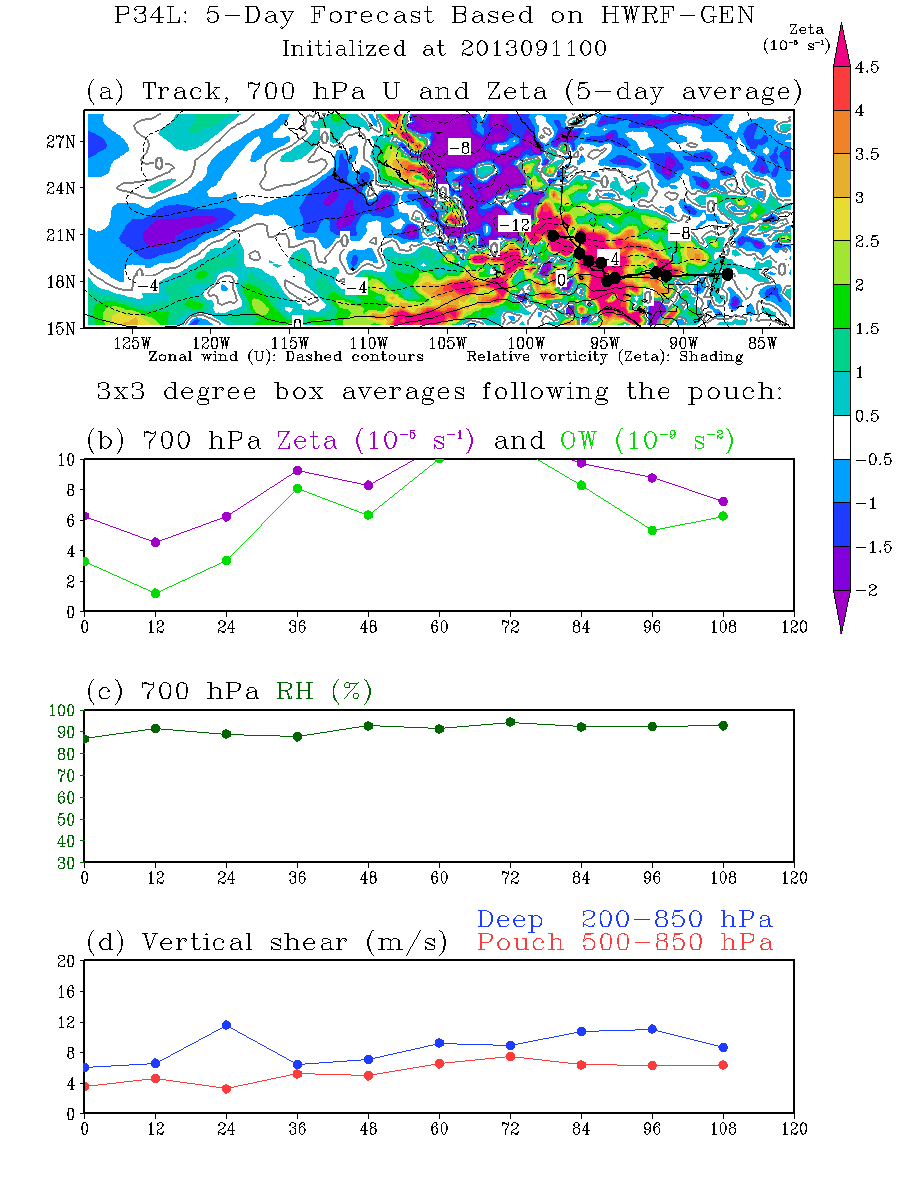 P34L: 5−Day Forecast Based on HWRF−GEN
Initialized at 2013091100
Zeta
(10⁻⁵ s⁻¹)
(a) Track, 700 hPa U and Zeta (5−day average)
4.5
4
3.5
3
2.5
2
1.5
1
0.5
−0.5
−1
−1.5
−2
27N
24N
21N
18N
15N
−8
−12
−8
−4
0
−4
−4
0
0
0
0
125W 120W 115W 110W 105W 100W 95W 90W 85W
Zonal wind (U): Dashed contours Relative vorticity (Zeta): Shading
3x3 degree box averages following the pouch:
(b) 700 hPa Zeta (10⁻⁵ s⁻¹) and OW (10⁻⁹ s⁻²)
10
8
6
4
2
0
0 12 24 36 48 60 72 84 96 108 120
(c) 700 hPa RH (%)
100
90
80
70
60
50
40
30
0 12 24 36 48 60 72 84 96 108 120
Deep 200−850 hPa
(d) Vertical shear (m/s) Pouch 500−850 hPa
20
16
12
8
4
0
0 12 24 36 48 60 72 84 96 108 120